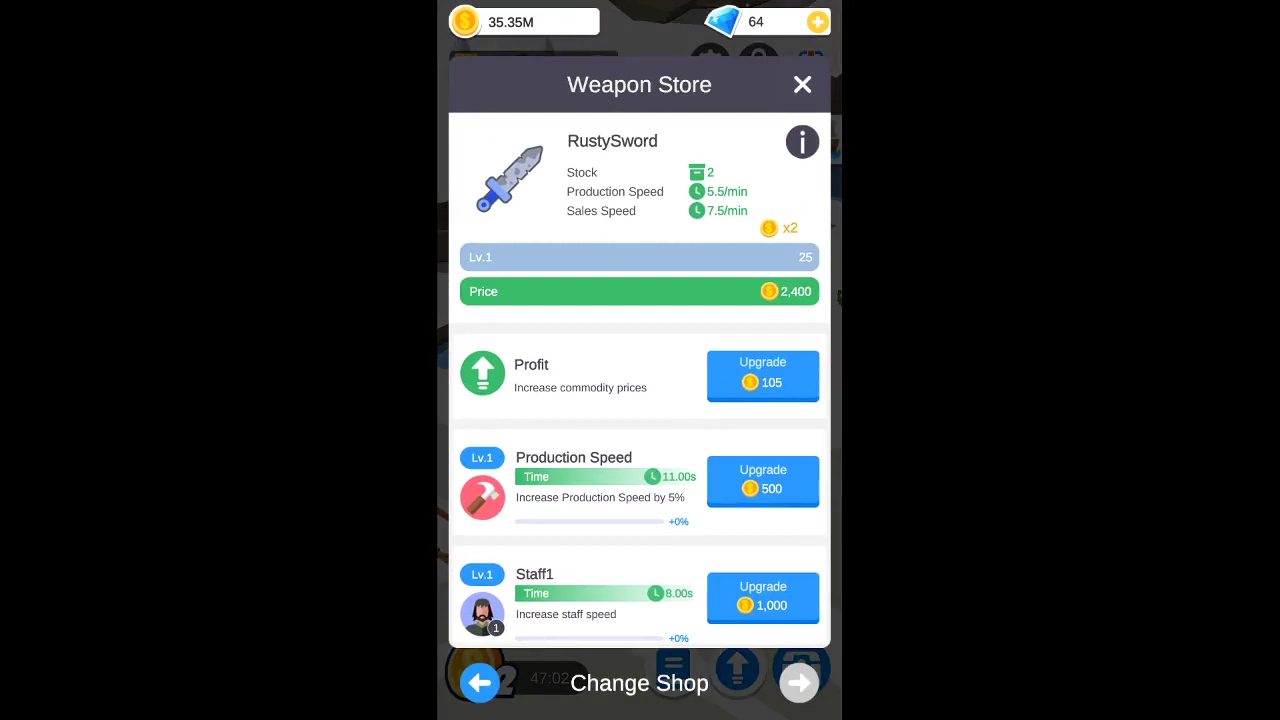 35.35M
64
Weapon Store
RustySword
i
Stock 2
Production Speed 5.5/min
Sales Speed 7.5/min
x2
Lv.1 25
Price 2,400
Profit
Increase commodity prices
Upgrade
105
Lv.1
Production Speed
Time 11.00s
Increase Production Speed by 5%
+0%
Upgrade
500
Lv.1
Staff1
Time 8.00s
Increase staff speed
1
+0%
Upgrade
1,000
2
47:02
Change Shop